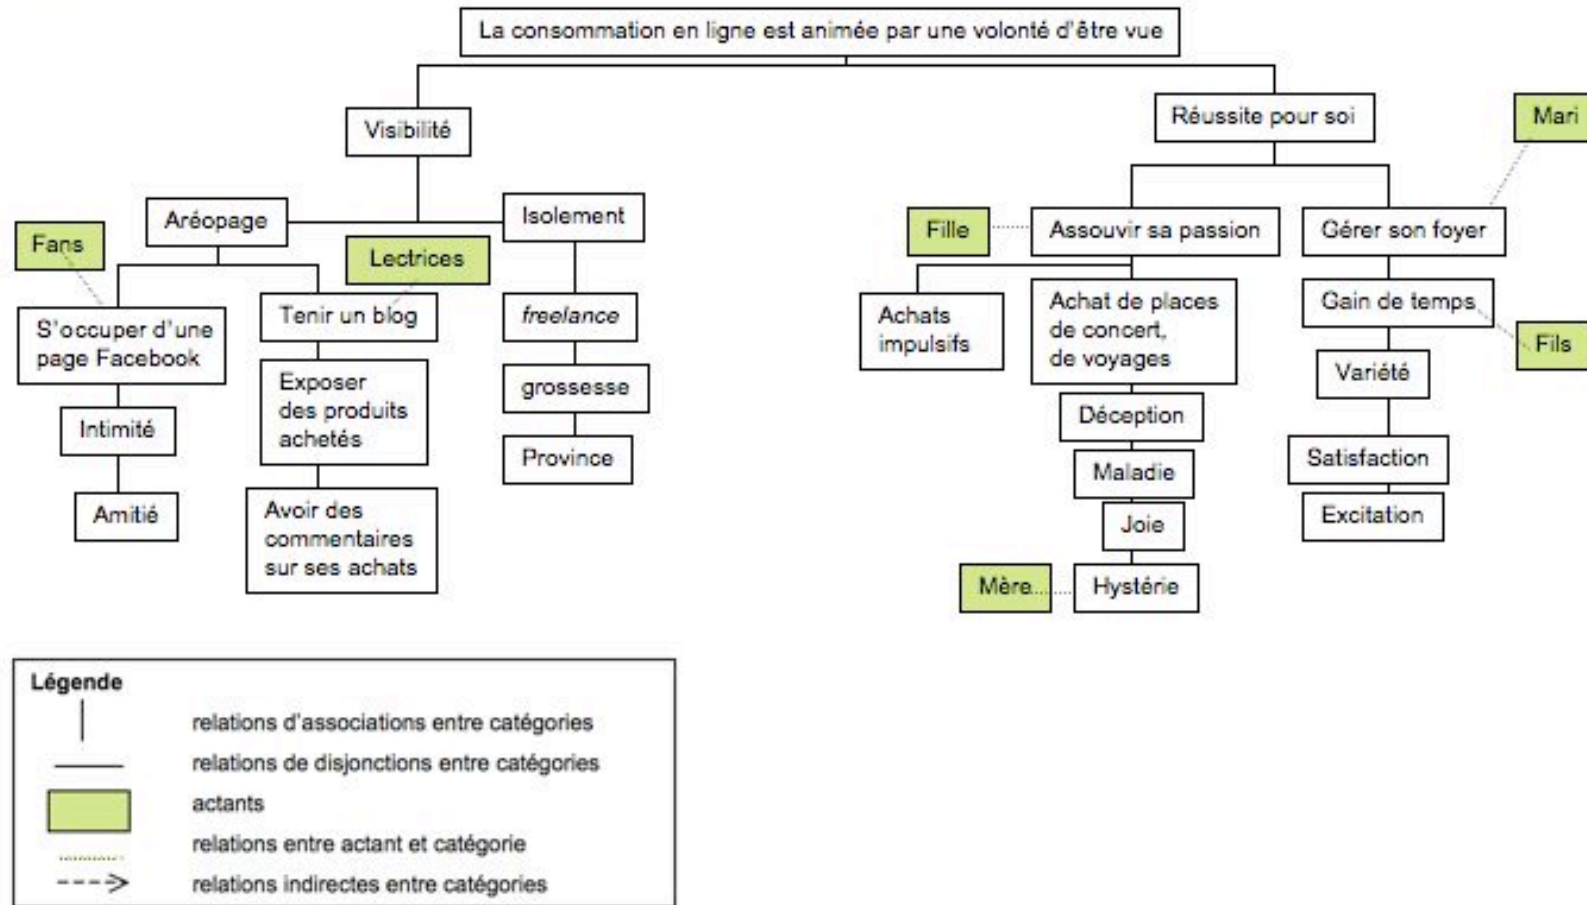 La consommation en ligne est animée par une volonté d'être vue
Visibilité
Réussite pour soi
Mari
Aréopage
Isolement
Fans
Lectrices
Fille
Assouvir sa passion
Gérer son foyer
S'occuper d'une
page Facebook
Tenir un blog
freelance
Achats
impulsifs
Achat de places
de concert,
de voyages
Gain de temps
Fils
Intimité
Exposer
des produits
achetés
grossesse
Variété
Déception
Amitié
Province
Maladie
Satisfaction
Avoir des
commentaires
sur ses achats
Joie
Excitation
Mère
Hystérie
Légende
relations d'associations entre catégories
relations de disjonctions entre catégories
actants
relations entre actant et catégorie
relations indirectes entre catégories